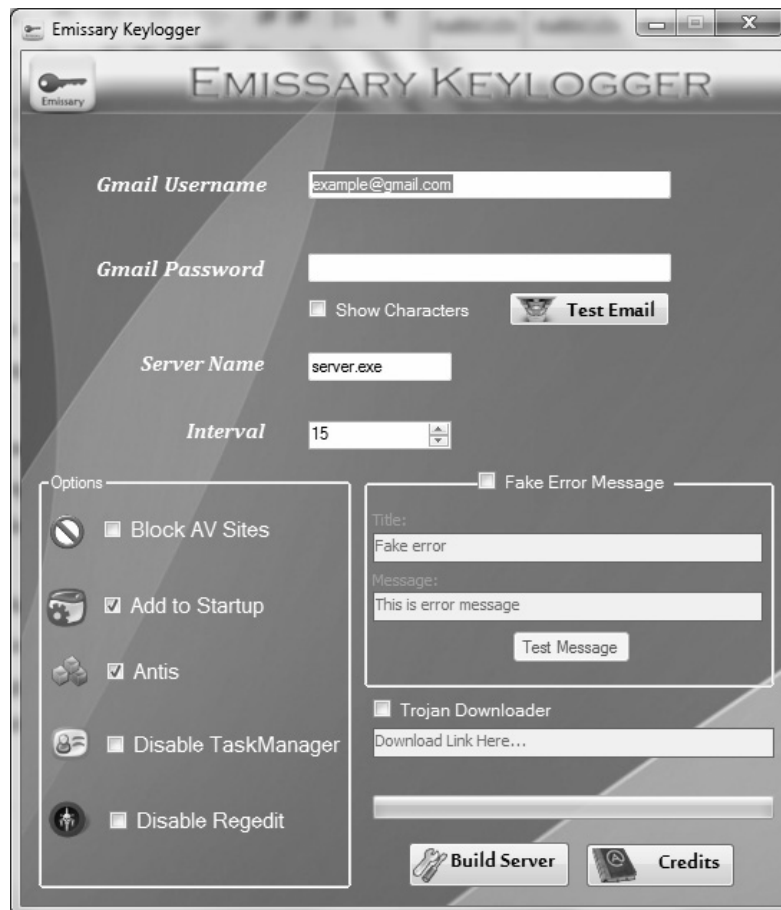 Emissary Keylogger
Emissary
EMISSARY KEYLOGGER
Gmail Username
example@gmail.com
Gmail Password
Show Characters
Test Email
Server Name
server.exe
Interval
15
Options
Block AV Sites
Add to Startup
Antis
Disable TaskManager
Disable Regedit
Fake Error Message
Title:
Fake error
Message:
This is error message
Test Message
Trojan Downloader
Download Link Here...
Build Server
Credits